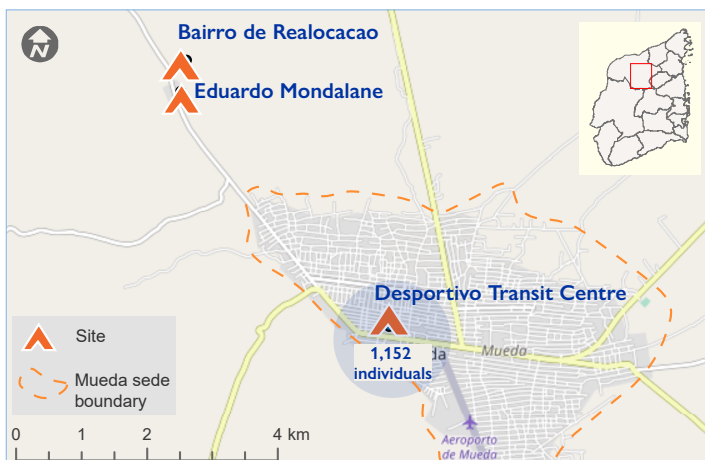 N
Bairro de Realocacao
Eduardo Mondalane
Desportivo Transit Centre
1,152
individuals
da
Mueda
Site
Mueda sede
boundary
0 1 2 4 km
Aeroporto
de Mueda